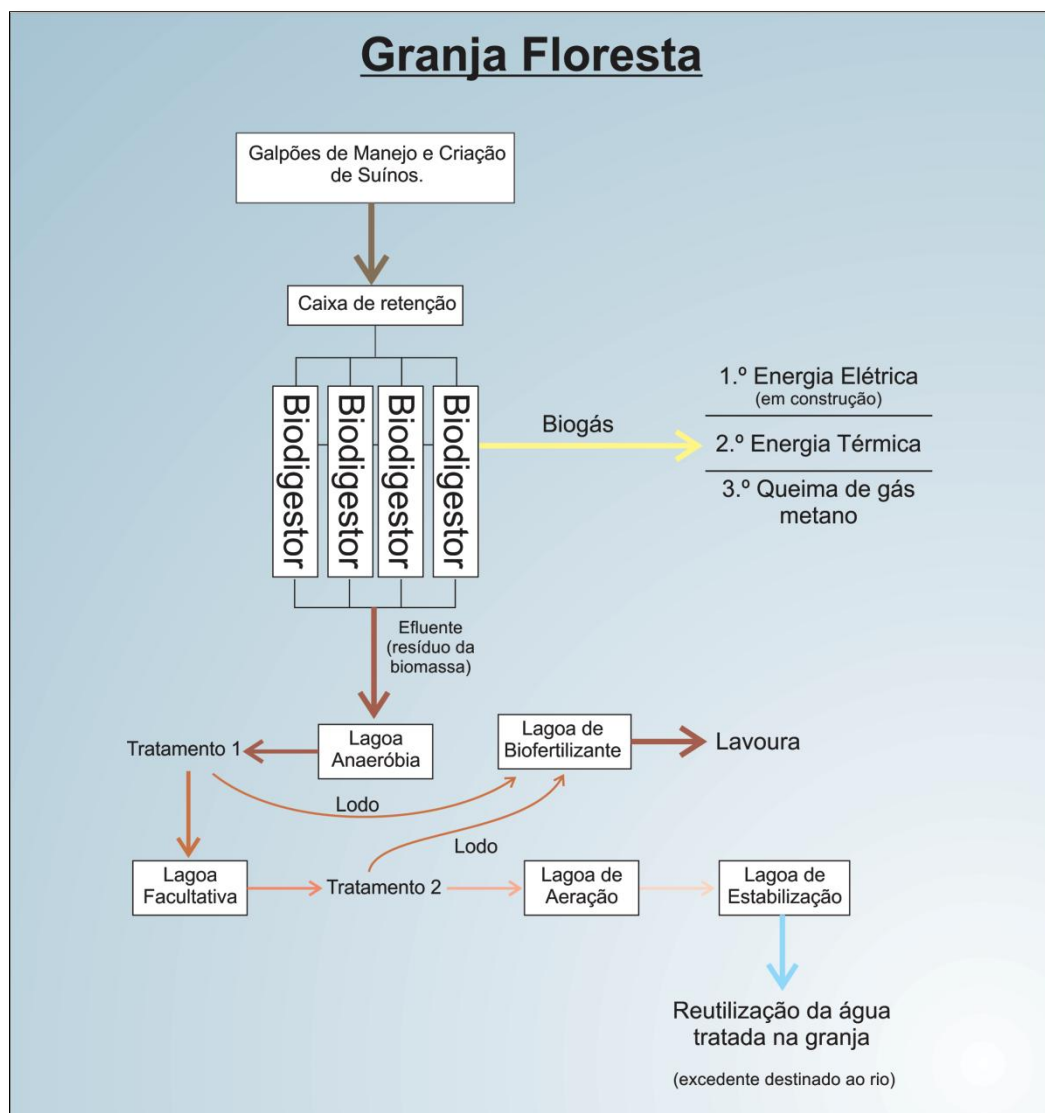 Granja Floresta
Galpões de Manejo e Criação
de Suínos.
Caixa de retenção
Biodigestor
Biodigestor
Biodigestor
Biodigestor
Biogás
1.º Energia Elétrica
(em construção)
2.º Energia Térmica
3.º Queima de gás
metano
Efluente
(resíduo da
biomassa)
Lagoa
Anaeróbia
Tratamento 1
Lagoa de
Biofertilizante
Lavoura
Lodo
Lodo
Lagoa
Facultativa
Tratamento 2
Lagoa de
Aeração
Lagoa de
Estabilização
Reutilização da água
tratada na granja
(excedente destinado ao rio)